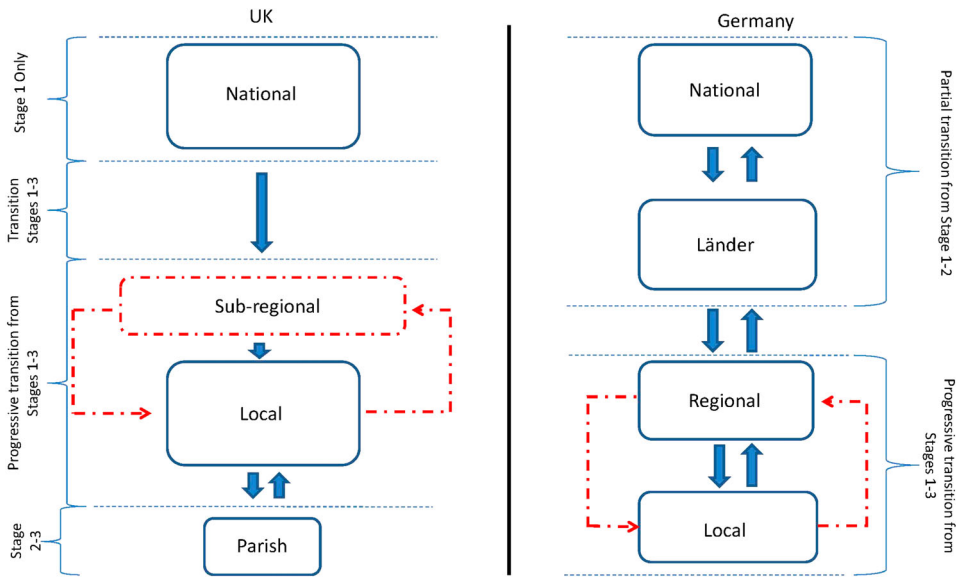 UK
Stage 1 Only
National
Transition
Stages 1-3
Progressive transition from
Stages 1-3
Sub-regional
Local
Stage
2-3
Parish
Germany
National
Länder
Partial transition from Stage 1-2
Regional
Local
Progressive transition from
Stages 1-3